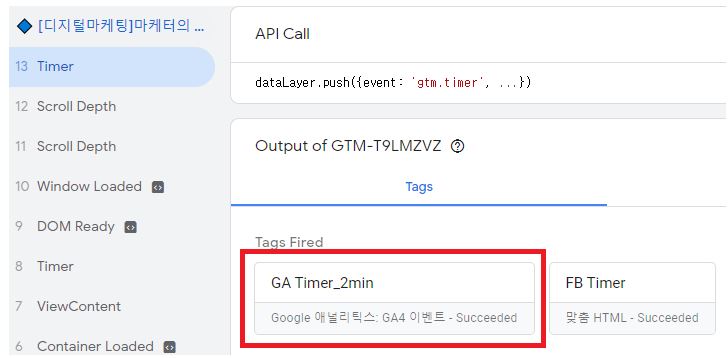 [디지털마케팅]마케터의 ...
13 Timer
12 Scroll Depth
11 Scroll Depth
10 Window Loaded
9 DOM Ready
8 Timer
7 ViewContent
6 Container Loaded
API Call
dataLayer.push({event: 'gtm.timer', ...})
Output of GTM-T9LMZVZ
Tags
Tags Fired
GA Timer_2min
Google 애널리틱스: GA4 이벤트 - Succeeded
FB Timer
맞춤 HTML - Succeeded